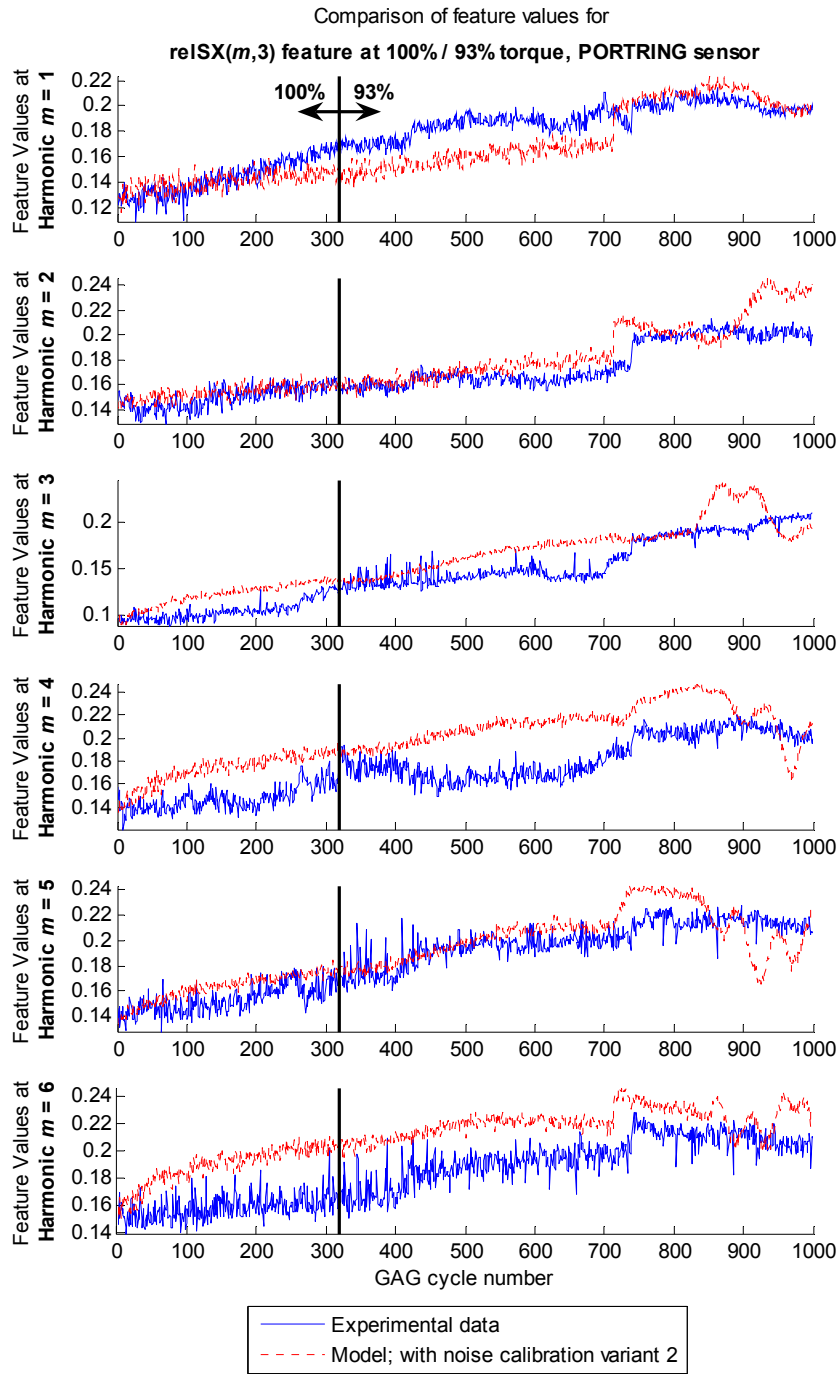 Comparison of feature values for
relSX(m,3) feature at 100% / 93% torque, PORTRING sensor
100% 93%
Feature Values at
Harmonic m = 1
0.22
0.2
0.18
0.16
0.14
0.12
0 100 200 300 400 500 600 700 800 900 1000
Feature Values at
Harmonic m = 2
0.24
0.22
0.2
0.18
0.16
0.14
0 100 200 300 400 500 600 700 800 900 1000
Feature Values at
Harmonic m = 3
0.2
0.15
0.1
0 100 200 300 400 500 600 700 800 900 1000
Feature Values at
Harmonic m = 4
0.24
0.22
0.2
0.18
0.16
0.14
0 100 200 300 400 500 600 700 800 900 1000
Feature Values at
Harmonic m = 5
0.24
0.22
0.2
0.18
0.16
0.14
0 100 200 300 400 500 600 700 800 900 1000
Feature Values at
Harmonic m = 6
0.24
0.22
0.2
0.18
0.16
0.14
0 100 200 300 400 500 600 700 800 900 1000
GAG cycle number
Experimental data
Model; with noise calibration variant 2